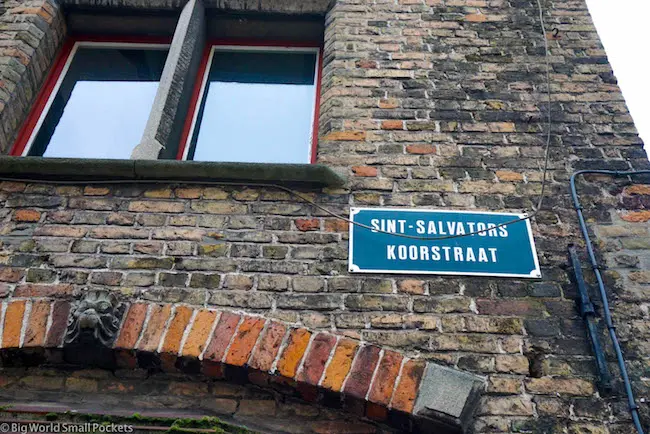 SINT-SALVATORS
KOORSTRAAT
© Big World Small Pockets